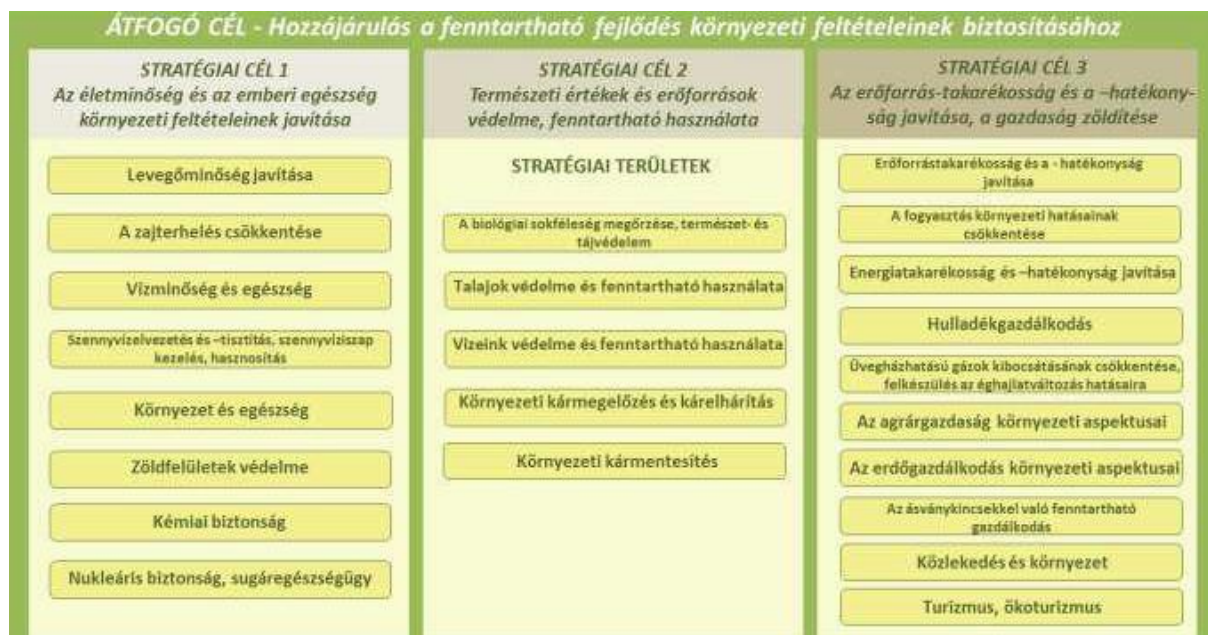 ÁTFOGÓ CÉL - Hozzájárulás a fenntartható fejlődés környezeti feltételeinek biztosításához
STRATÉGIAI CÉL 1
Az életminőség és az emberi egészség
környezeti feltételeinek javítása
Levegőminőség javítása
A zajterhelés csökkentése
Vízminőség és egészség
Szennyvízelvezetés és –tisztítás, szennyvíziszap
kezelés, hasznosítás
Környezet és egészség
Zöldfelületek védelme
Kémiai biztonság
Nukleáris biztonság, sugáregészségügy
STRATÉGIAI CÉL 2
Természeti értékek és erőforrások
védelme, fenntartható használata
STRATÉGIAI TERÜLETEK
A biológiai sokféleség megőrzése, természet- és
tájvédelem
Talajok védelme és fenntartható használata
Vizeink védelme és fenntartható használata
Környezeti kármegelőzés és kárelhárítás
Környezeti kármentesítés
STRATÉGIAI CÉL 3
Az erőforrás-takarékosság és a –hatékony-
ság javítása, a gazdaság zöldítése
Erőforrástakarékosság és a - hatékonyság
javítása
A fogyasztás környezeti hatásainak
csökkentése
Energiatakarékosság és –hatékonyság javítása
Hulladékgazdálkodás
Üvegházhatású gázok kibocsátásának csökkentése,
felkészülés az éghajlatváltozás hatásaira
Az agrárgazdaság környezeti aspektusai
Az erdőgazdálkodás környezeti aspektusai
Az ásványkincsekkel való fenntartható
gazdálkodás
Közlekedés és környezet
Turizmus, ökoturizmus